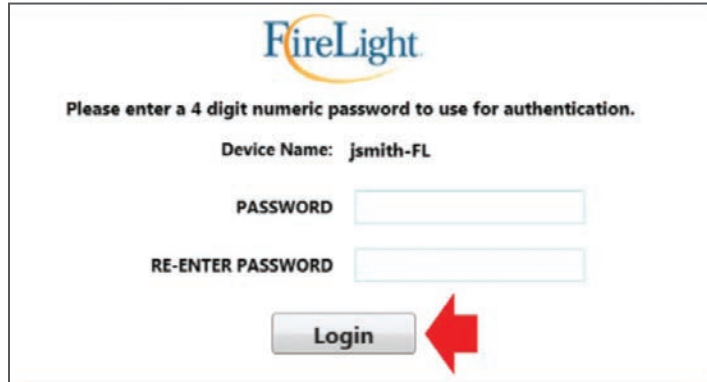 FireLight
Please enter a 4 digit numeric password to use for authentication.
Device Name: jsmith-FL
PASSWORD
RE-ENTER PASSWORD
Login